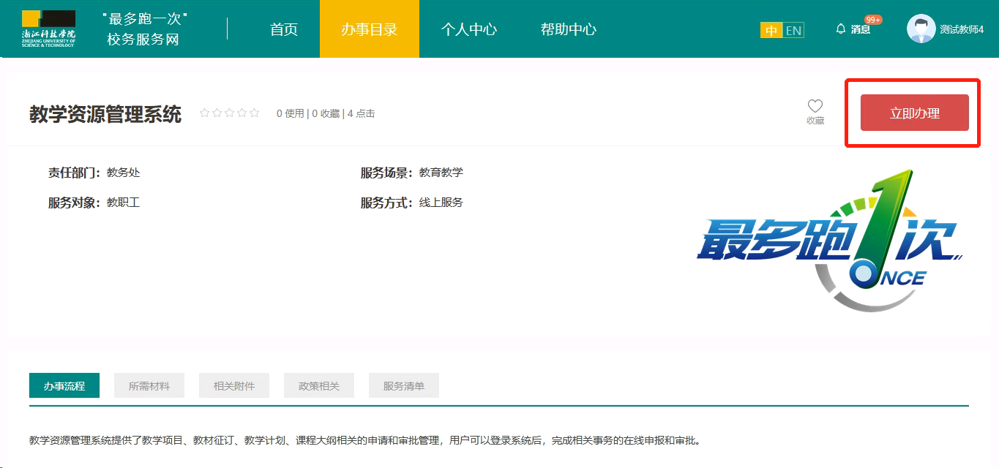 浙江科技学院
ZHEJIANG UNIVERSITY OF
SCIENCE & TECHNOLOGY
"最多跑一次"
校务服务网
首页
办事目录
个人中心
帮助中心
中 EN
消息
99+
测试教师4
教学资源管理系统
0 使用 | 0 收藏 | 4 点击
收藏
立即办理
责任部门：教务处
服务场景：教育教学
服务对象：教职工
服务方式：线上服务
最多跑1次
ONCE
办事流程
所需材料
相关附件
政策相关
服务清单
教学资源管理系统提供了教学项目、教材征订、教学计划、课程大纲相关的申请和审批管理，用户可以登录系统后，完成相关事务的在线申报和审批。